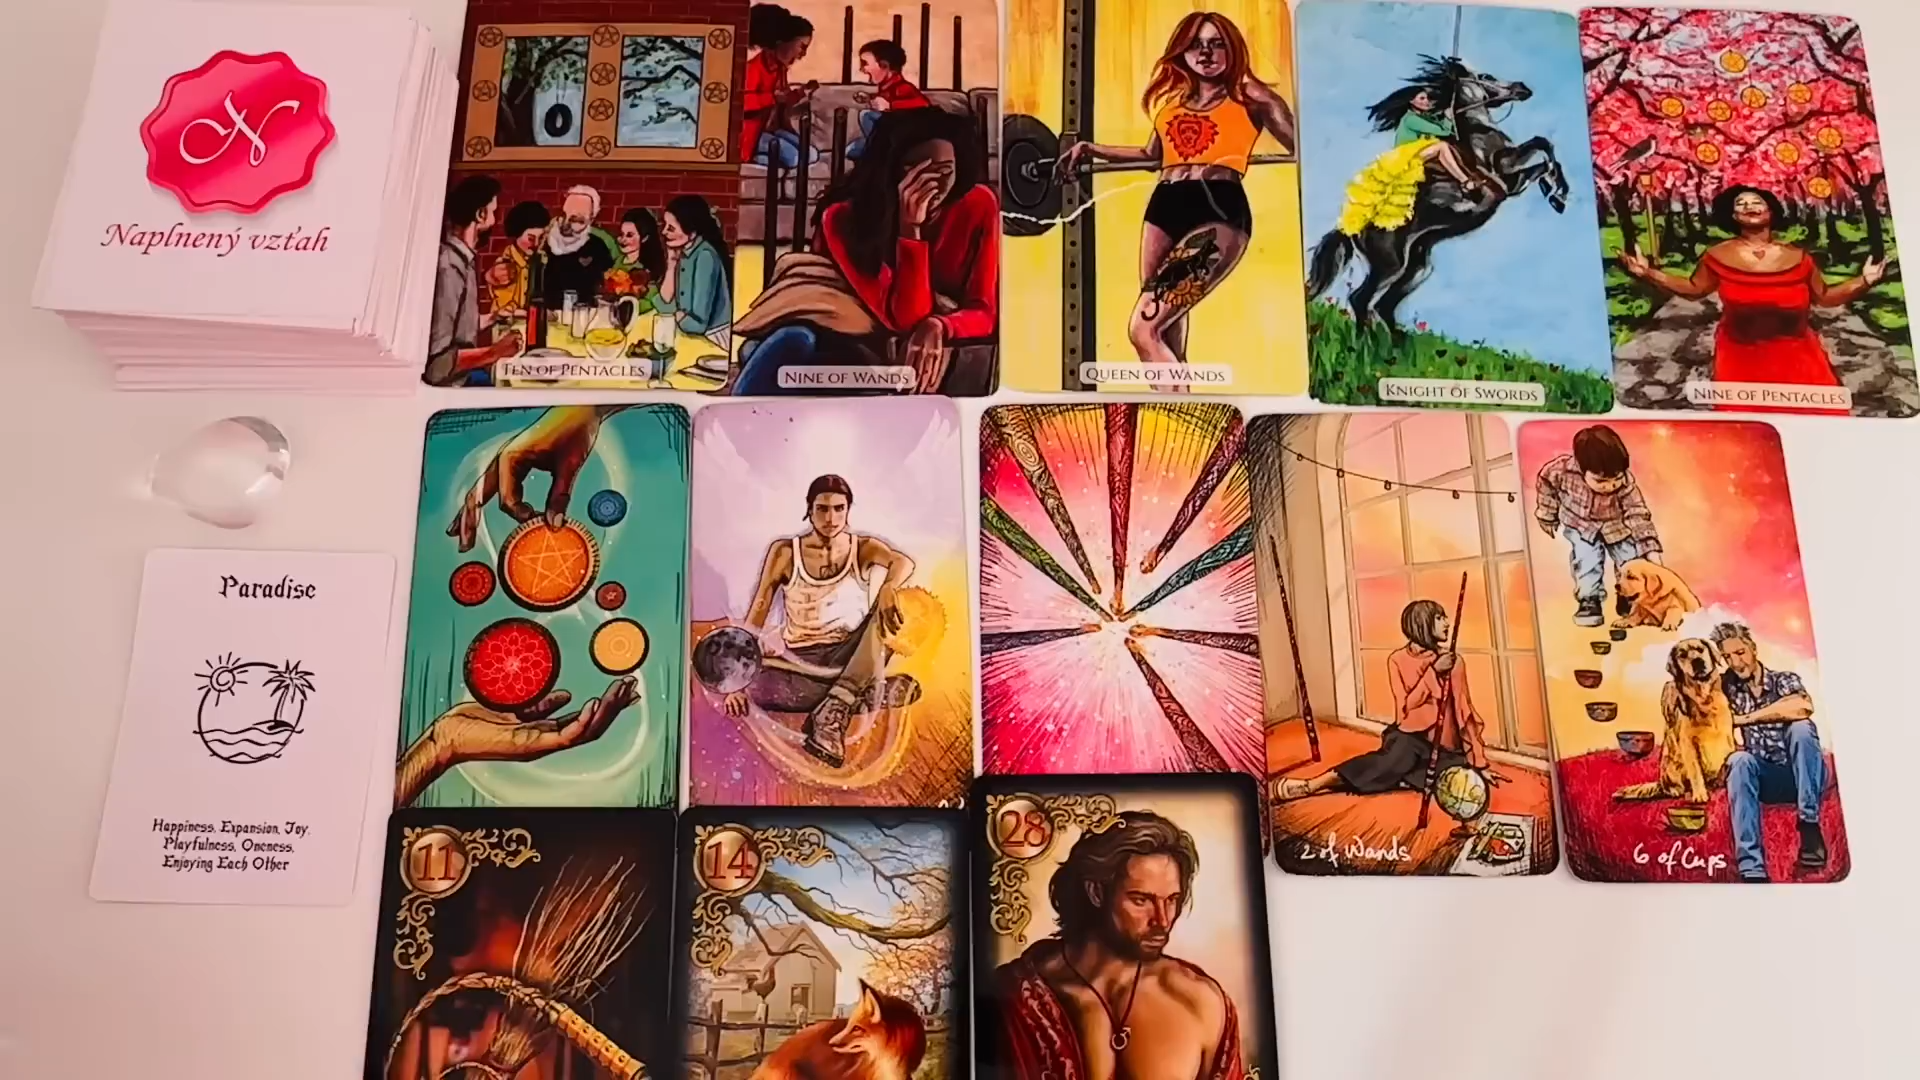 N
Naplnený vzťah
TEN OF PENTACLES
NINE OF WANDS
QUEEN OF WANDS
KNIGHT OF SWORDS
NINE OF PENTACLES
Paradise
Happiness, Expansion, Joy,
Playfulness, Oneness,
Enjoying Each Other
2 of Wands
6 of Cups
11
14
28